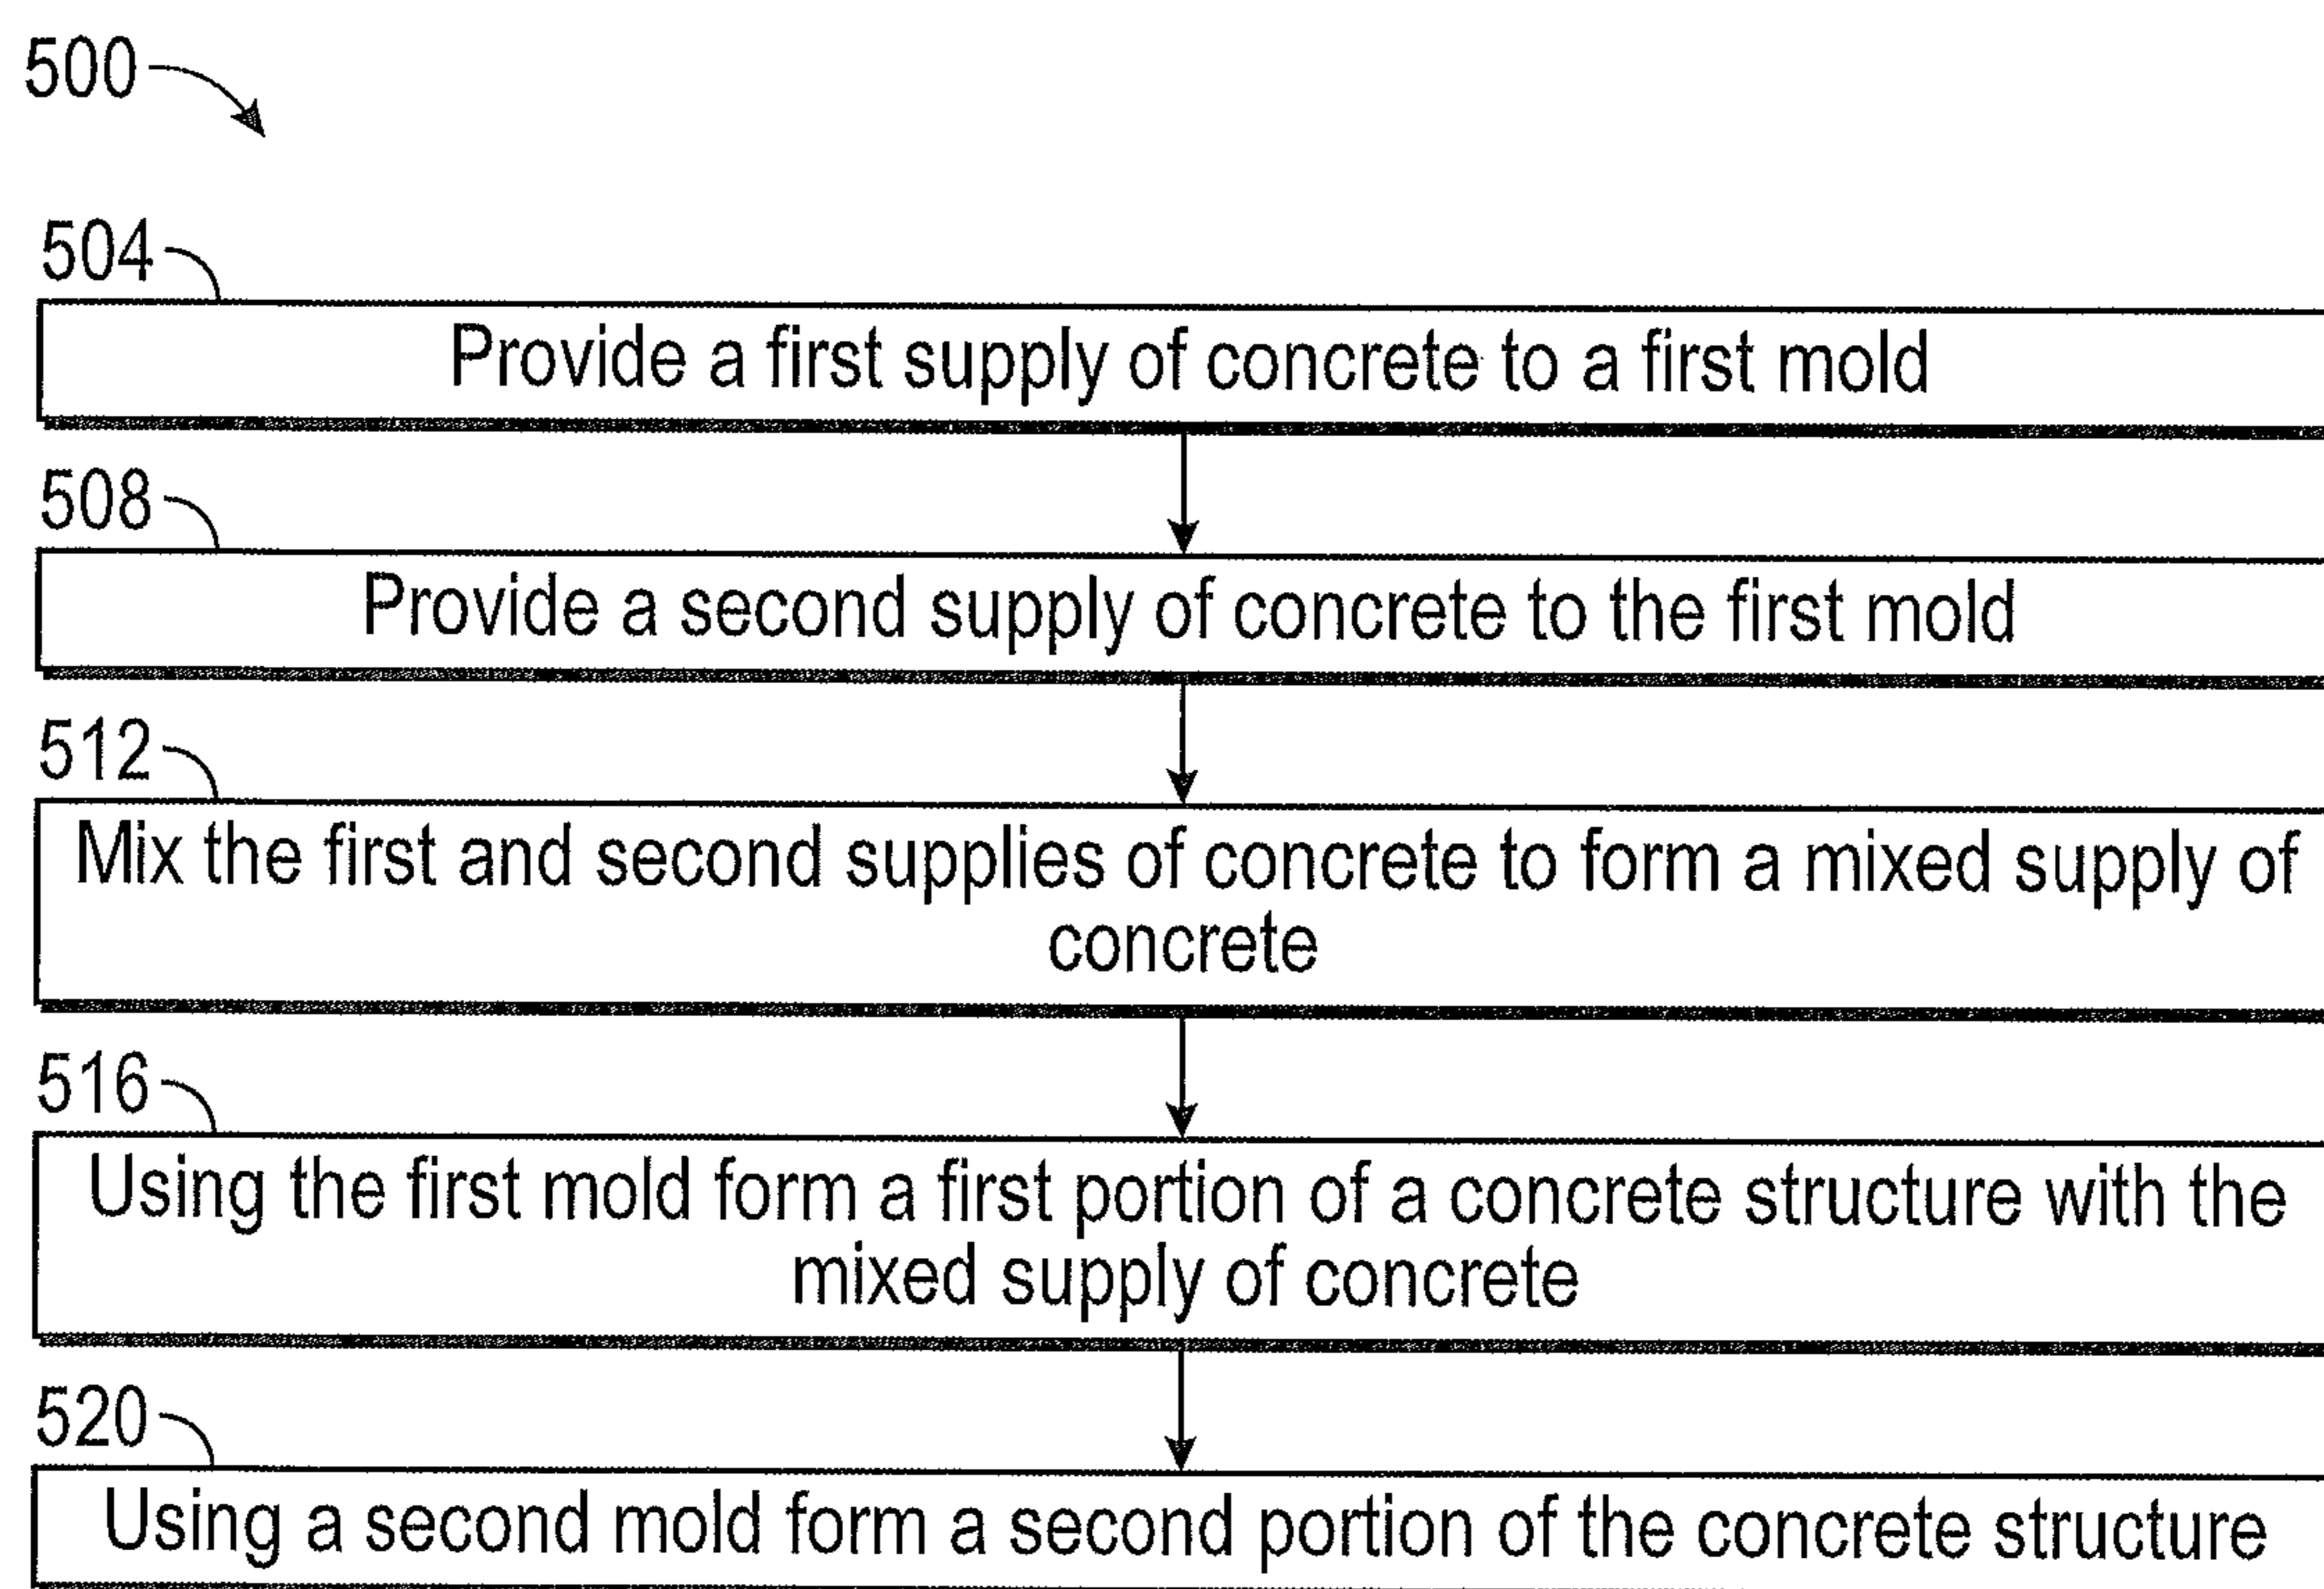 500
504
Provide a first supply of concrete to a first mold
508
Provide a second supply of concrete to the first mold
512
Mix the first and second supplies of concrete to form a mixed supply of
concrete
516
Using the first mold form a first portion of a concrete structure with the
mixed supply of concrete
520
Using a second mold form a second portion of the concrete structure